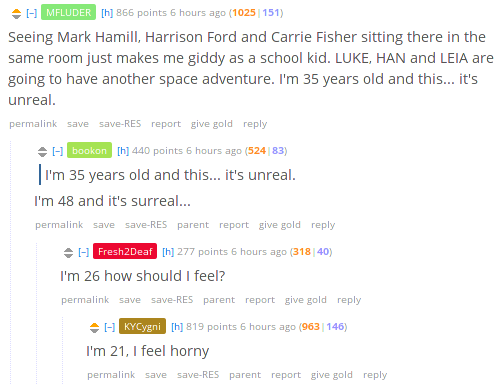 [–] MFLUDER [h] 866 points 6 hours ago (1025|151)
Seeing Mark Hamill, Harrison Ford and Carrie Fisher sitting there in the
same room just makes me giddy as a school kid. LUKE, HAN and LEIA are
going to have another space adventure. I'm 35 years old and this... it's
unreal.
permalink save save-RES report give gold reply
[–] bookon [h] 440 points 6 hours ago (524|83)
I'm 35 years old and this... it's unreal.
I'm 48 and it's surreal...
permalink save save-RES parent report give gold reply
[–] Fresh2Deaf [h] 277 points 6 hours ago (318|40)
I'm 26 how should I feel?
permalink save save-RES parent report give gold reply
[–] KYCygni [h] 819 points 6 hours ago (963|146)
I'm 21, I feel horny
permalink save save-RES parent report give gold reply